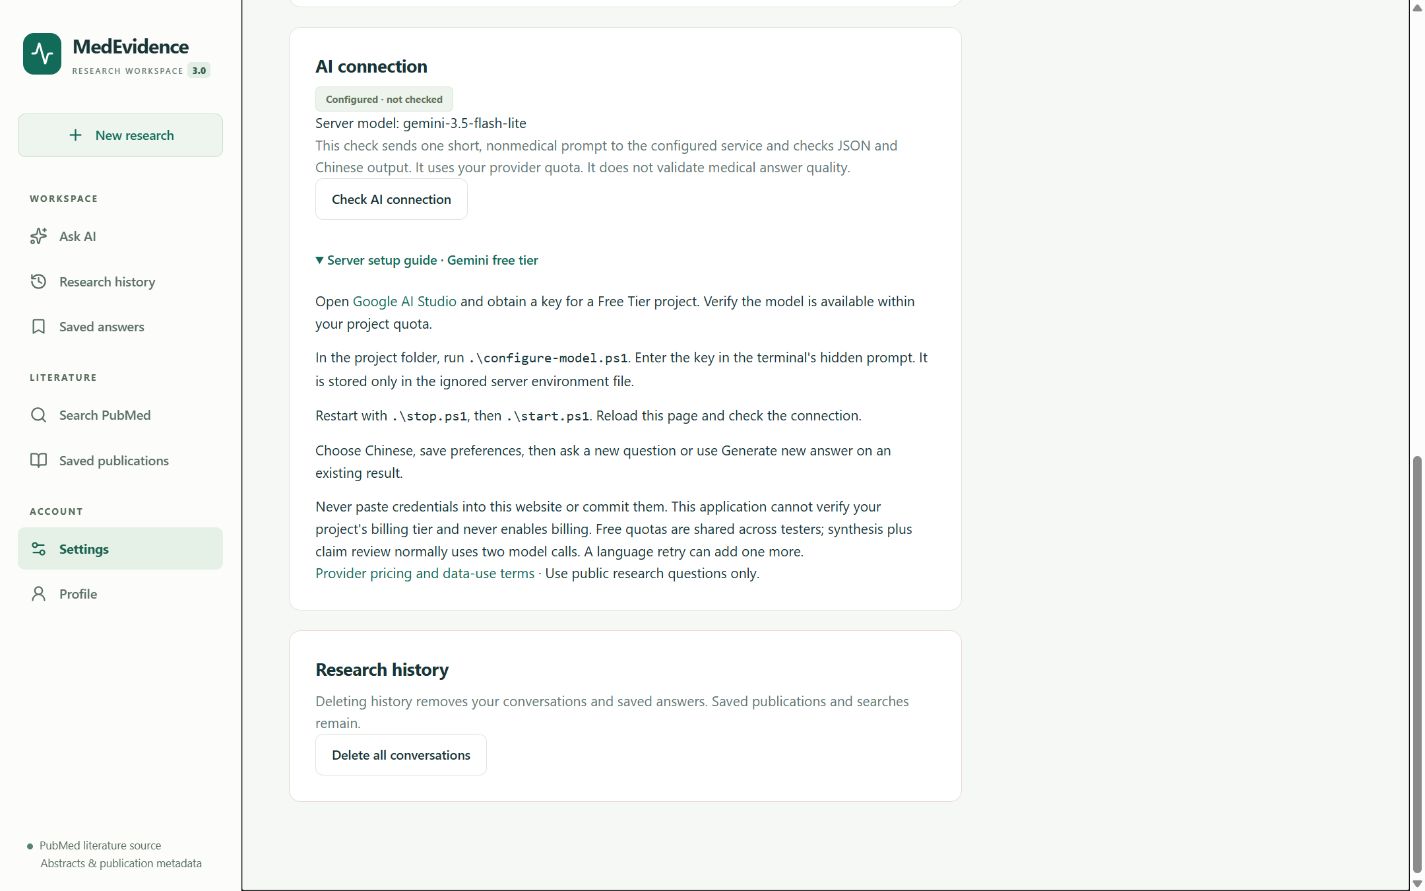 MedEvidence
RESEARCH WORKSPACE 3.0
New research
WORKSPACE
Ask AI
Research history
Saved answers
LITERATURE
Search PubMed
Saved publications
ACCOUNT
Settings
Profile
PubMed literature source
Abstracts & publication metadata
AI connection
Configured · not checked
Server model: gemini-3.5-flash-lite
This check sends one short, nonmedical prompt to the configured service and checks JSON and
Chinese output. It uses your provider quota. It does not validate medical answer quality.
Check AI connection
▼ Server setup guide · Gemini free tier
Open Google AI Studio and obtain a key for a Free Tier project. Verify the model is available within
your project quota.
In the project folder, run .\configure-model.ps1. Enter the key in the terminal's hidden prompt. It
is stored only in the ignored server environment file.
Restart with .\stop.ps1, then .\start.ps1. Reload this page and check the connection.
Choose Chinese, save preferences, then ask a new question or use Generate new answer on an
existing result.
Never paste credentials into this website or commit them. This application cannot verify your
project's billing tier and never enables billing. Free quotas are shared across testers; synthesis plus
claim review normally uses two model calls. A language retry can add one more.
Provider pricing and data-use terms · Use public research questions only.
Research history
Deleting history removes your conversations and saved answers. Saved publications and searches
remain.
Delete all conversations